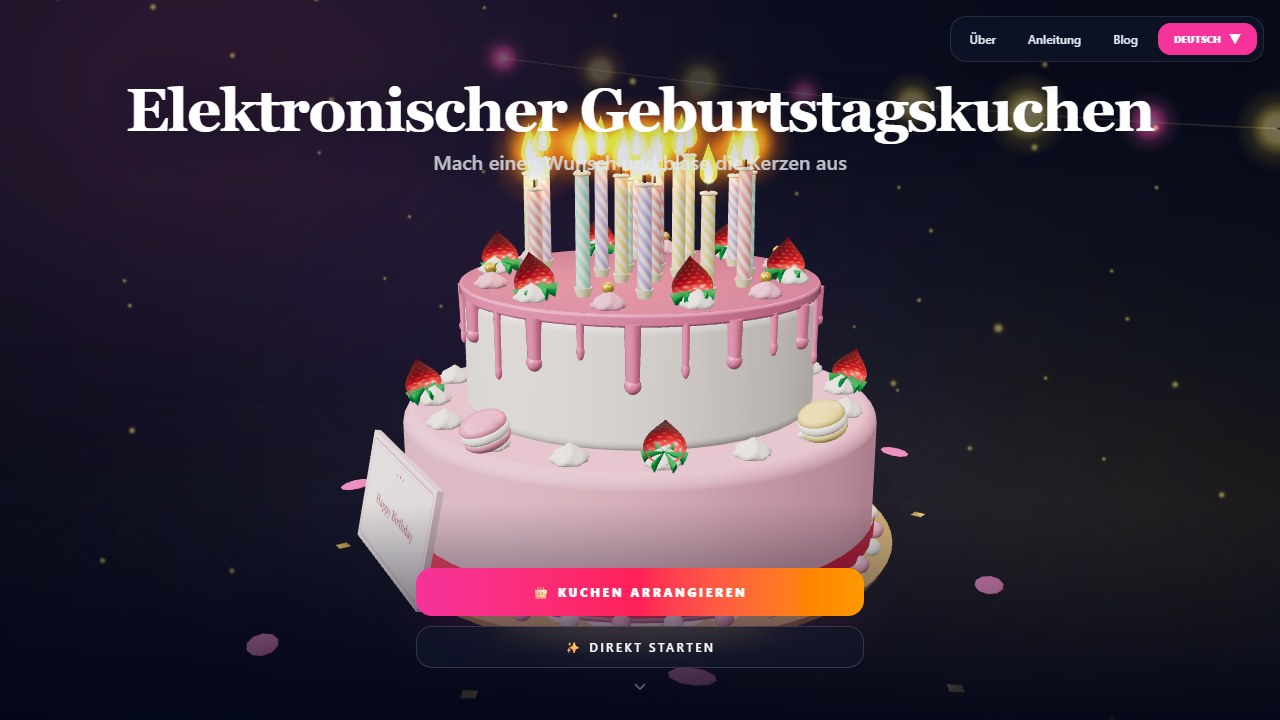 Über
Anleitung
Blog
DEUTSCH ▼
Elektronischer Geburtstagskuchen
Mach einen Wunsch und blase die Kerzen aus
Happy Birthday
🎂 KUCHEN ARRANGIEREN
✨ DIREKT STARTEN